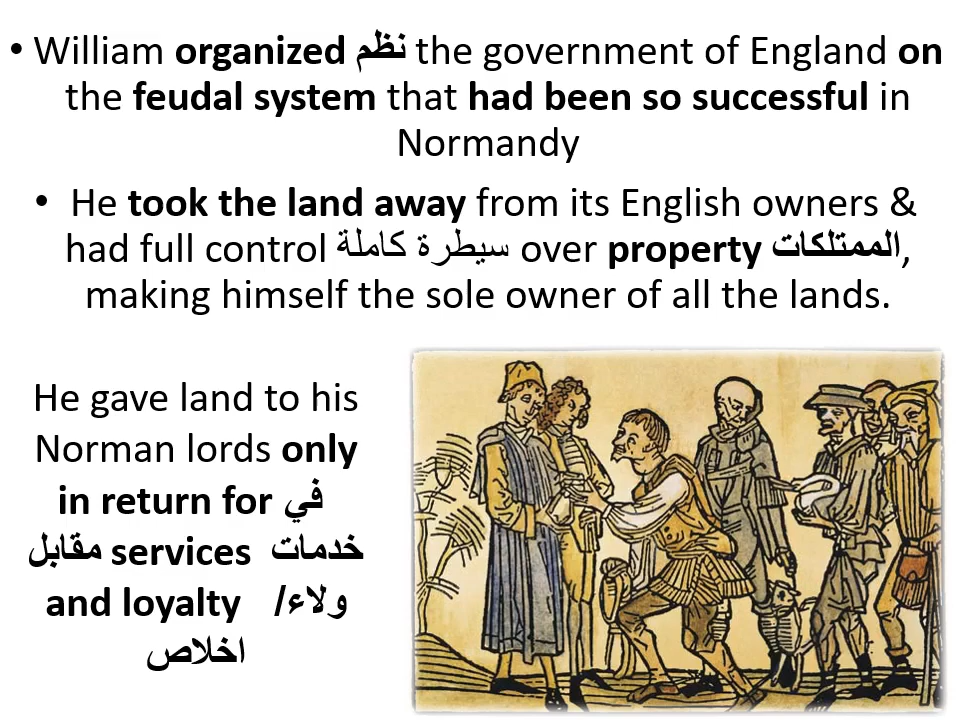 • William organized نظم the government of England on
the feudal system that had been so successful in
Normandy
• He took the land away from its English owners &
had full control سيطرة كاملة over property الممتلكات,
making himself the sole owner of all the lands.
He gave land to his
Norman lords only
in return for في
مقابل services خدمات
and loyalty ولاء/
اخلاص